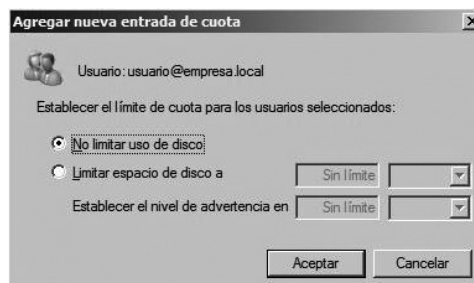 Agregar nueva entrada de cuota
Usuario: usuario@empresa.local
Establecer el límite de cuota para los usuarios seleccionados:
No limitar uso de disco
Limitar espacio de disco a Sin límite
Establecer el nivel de advertencia en Sin límite
Aceptar Cancelar